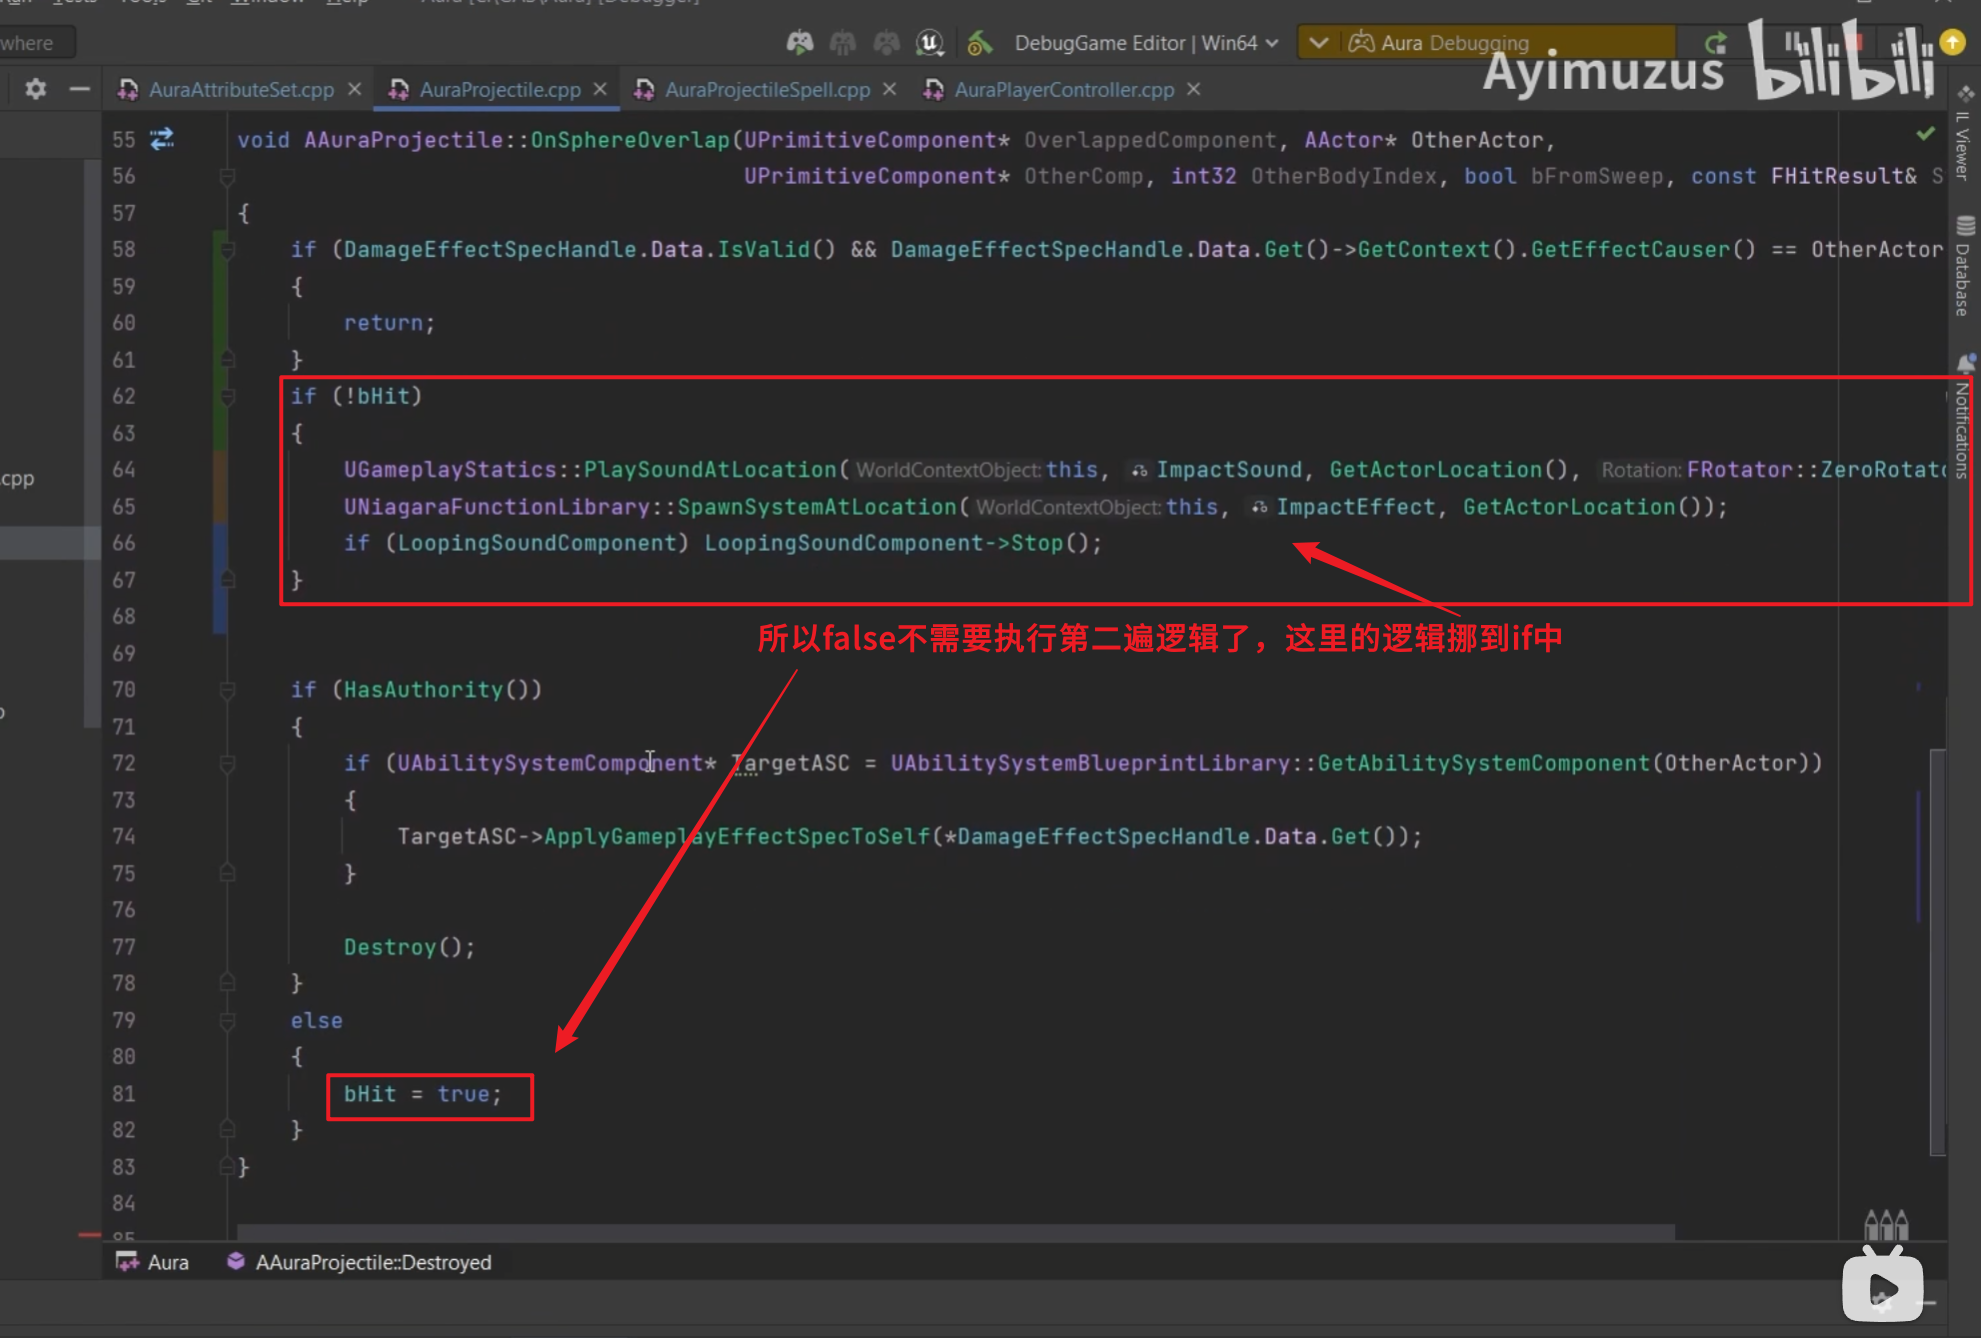 where
DebugGame Editor | Win64
Aura Debugging
Ayimuzus bilibili
AuraAttributeSet.cpp
AuraProjectile.cpp
AuraProjectileSpell.cpp
AuraPlayerController.cpp
55 void AAuraProjectile::OnSphereOverlap(UPrimitiveComponent* OverlappedComponent, AActor* OtherActor,
56 UPrimitiveComponent* OtherComp, int32 OtherBodyIndex, bool bFromSweep, const FHitResult& S
57 {
58 if (DamageEffectSpecHandle.Data.IsValid() && DamageEffectSpecHandle.Data.Get()->GetContext().GetEffectCauser() == OtherActor
59 {
60 return;
61 }
62 if (!bHit)
63 {
64 UGameplayStatics::PlaySoundAtLocation(WorldContextObject:this, ImpactSound, GetActorLocation(), Rotation:FRotator::ZeroRotato
65 UNiagaraFunctionLibrary::SpawnSystemAtLocation(WorldContextObject:this, ImpactEffect, GetActorLocation());
66 if (LoopingSoundComponent) LoopingSoundComponent->Stop();
67 }
68
所以false不需要执行第二遍逻辑了，这里的逻辑挪到if中
69
70 if (HasAuthority())
71 {
72 if (UAbilitySystemComponent* TargetASC = UAbilitySystemBlueprintLibrary::GetAbilitySystemComponent(OtherActor))
73 {
74 TargetASC->ApplyGameplayEffectSpecToSelf(*DamageEffectSpecHandle.Data.Get());
75 }
76
77 Destroy();
78 }
79 else
80 {
81 bHit = true;
82 }
83 }
84
85
.cpp
IL Viewer
Database
Notifications
Aura
AAuraProjectile::Destroyed